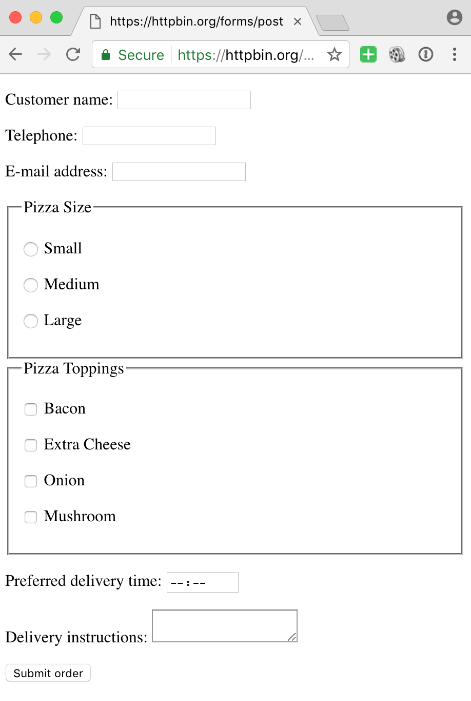 https://httpbin.org/forms/post
Secure https://httpbin.org/...
Customer name:
Telephone:
E-mail address:
Pizza Size
Small
Medium
Large
Pizza Toppings
Bacon
Extra Cheese
Onion
Mushroom
Preferred delivery time: --:--
Delivery instructions:
Submit order